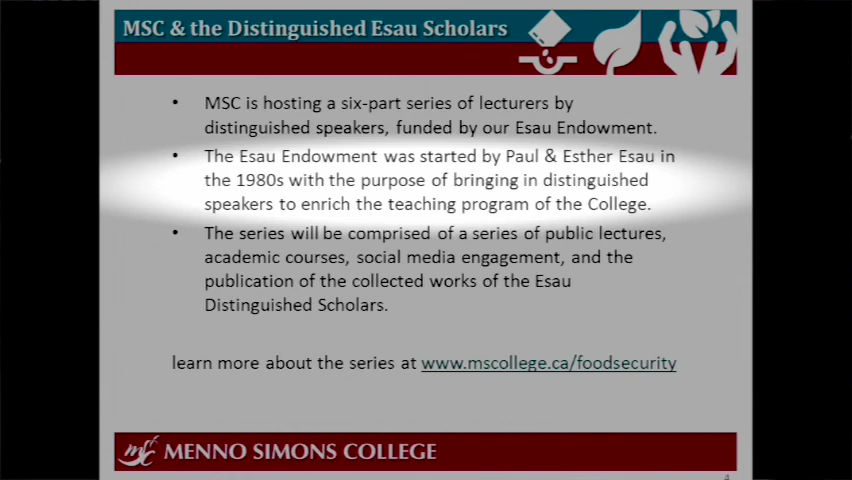 MSC & the Distinguished Esau Scholars
• MSC is hosting a six-part series of lecturers by
distinguished speakers, funded by our Esau Endowment.
• The Esau Endowment was started by Paul & Esther Esau in
the 1980s with the purpose of bringing in distinguished
speakers to enrich the teaching program of the College.
• The series will be comprised of a series of public lectures,
academic courses, social media engagement, and the
publication of the collected works of the Esau
Distinguished Scholars.
learn more about the series at www.mscollege.ca/foodsecurity
msc MENNO SIMONS COLLEGE
4